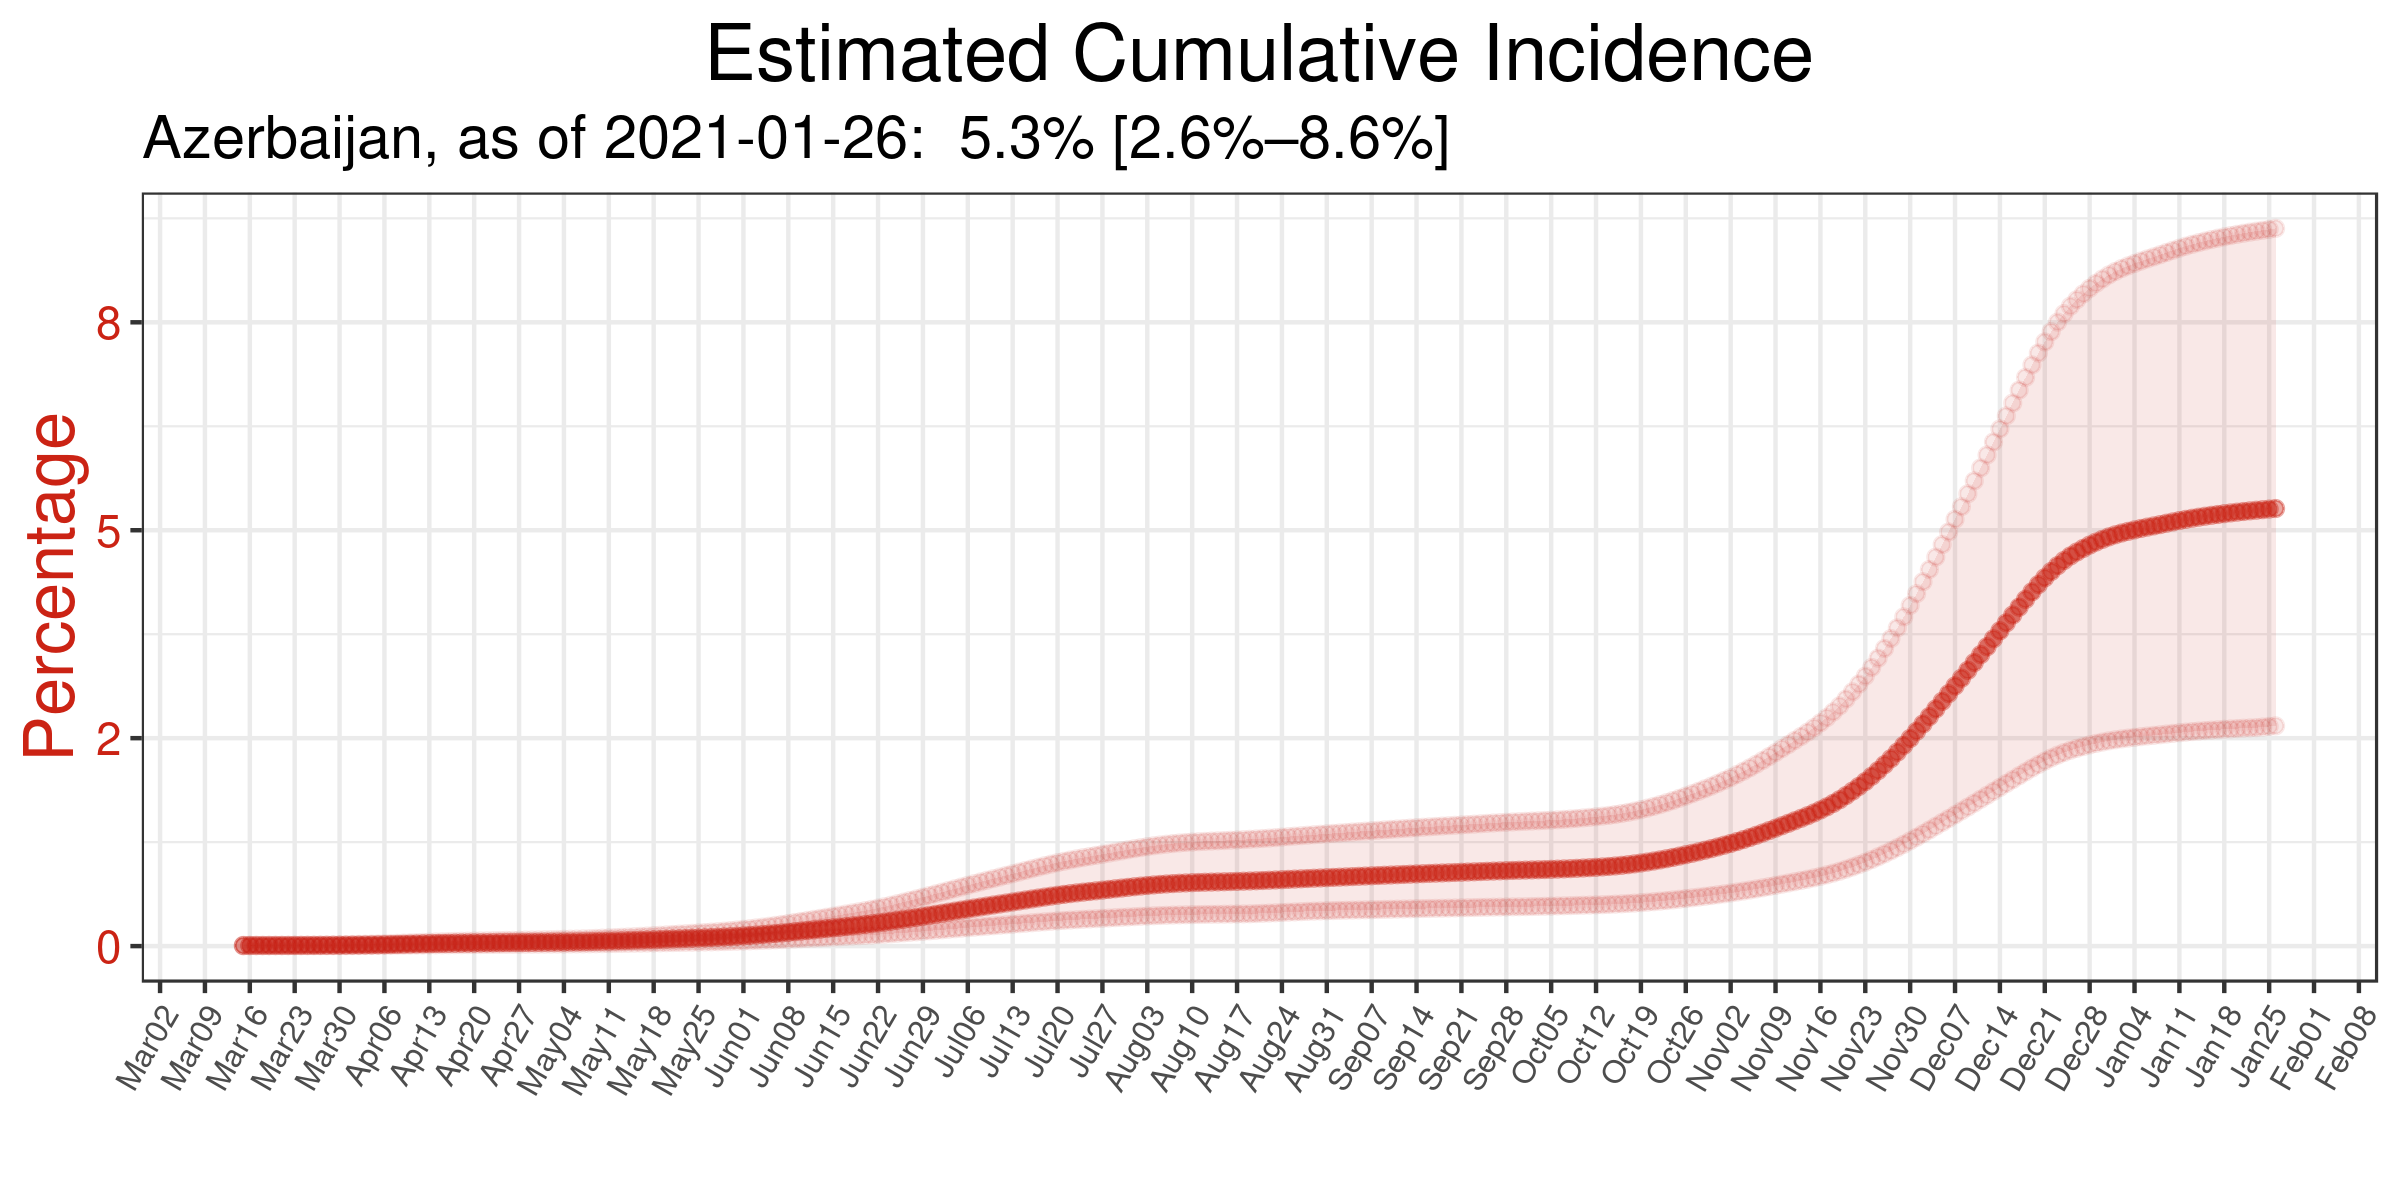 Estimated Cumulative Incidence
Azerbaijan, as of 2021-01-26:  5.3% [2.6%–8.6%]
Percentage
8
5
2
0
Mar02
Mar09
Mar16
Mar23
Mar30
Apr06
Apr13
Apr20
Apr27
May04
May11
May18
May25
Jun01
Jun08
Jun15
Jun22
Jun29
Jul06
Jul13
Jul20
Jul27
Aug03
Aug10
Aug17
Aug24
Aug31
Sep07
Sep14
Sep21
Sep28
Oct05
Oct12
Oct19
Oct26
Nov02
Nov09
Nov16
Nov23
Nov30
Dec07
Dec14
Dec21
Dec28
Jan04
Jan11
Jan18
Jan25
Feb01
Feb08